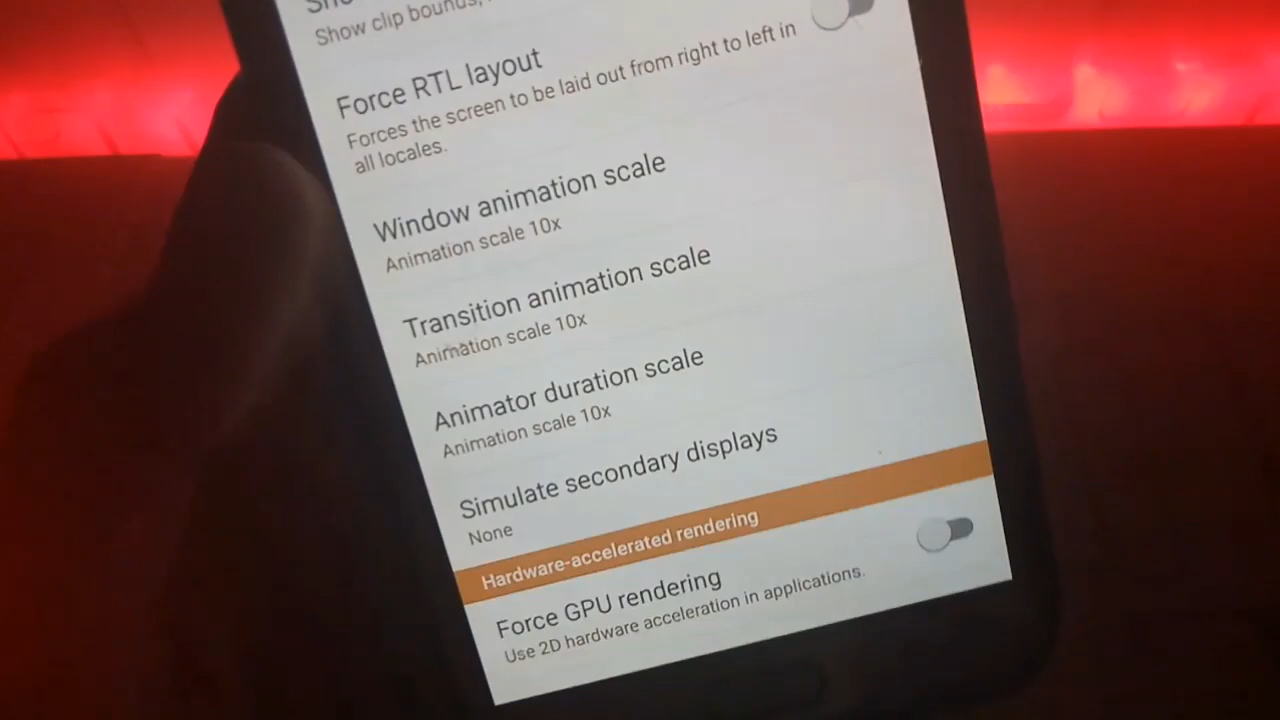 Show clip bounds,
Force RTL layout
Forces the screen to be laid out from right to left in
all locales.
Window animation scale
Animation scale 10x
Transition animation scale
Animation scale 10x
Animator duration scale
Animation scale 10x
Simulate secondary displays
None
Hardware-accelerated rendering
Force GPU rendering
Use 2D hardware acceleration in applications.